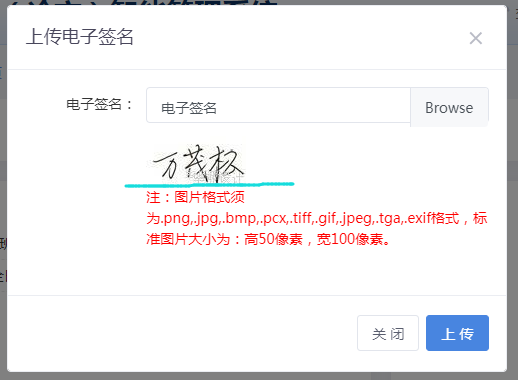 上传电子签名
×
电子签名：
电子签名
Browse
万茂极
注：图片格式须
为.png,.jpg,.bmp,.pcx,.tiff,.gif,.jpeg,.tga,.exif格式，标
准图片大小为：高50像素，宽100像素。
关 闭
上 传